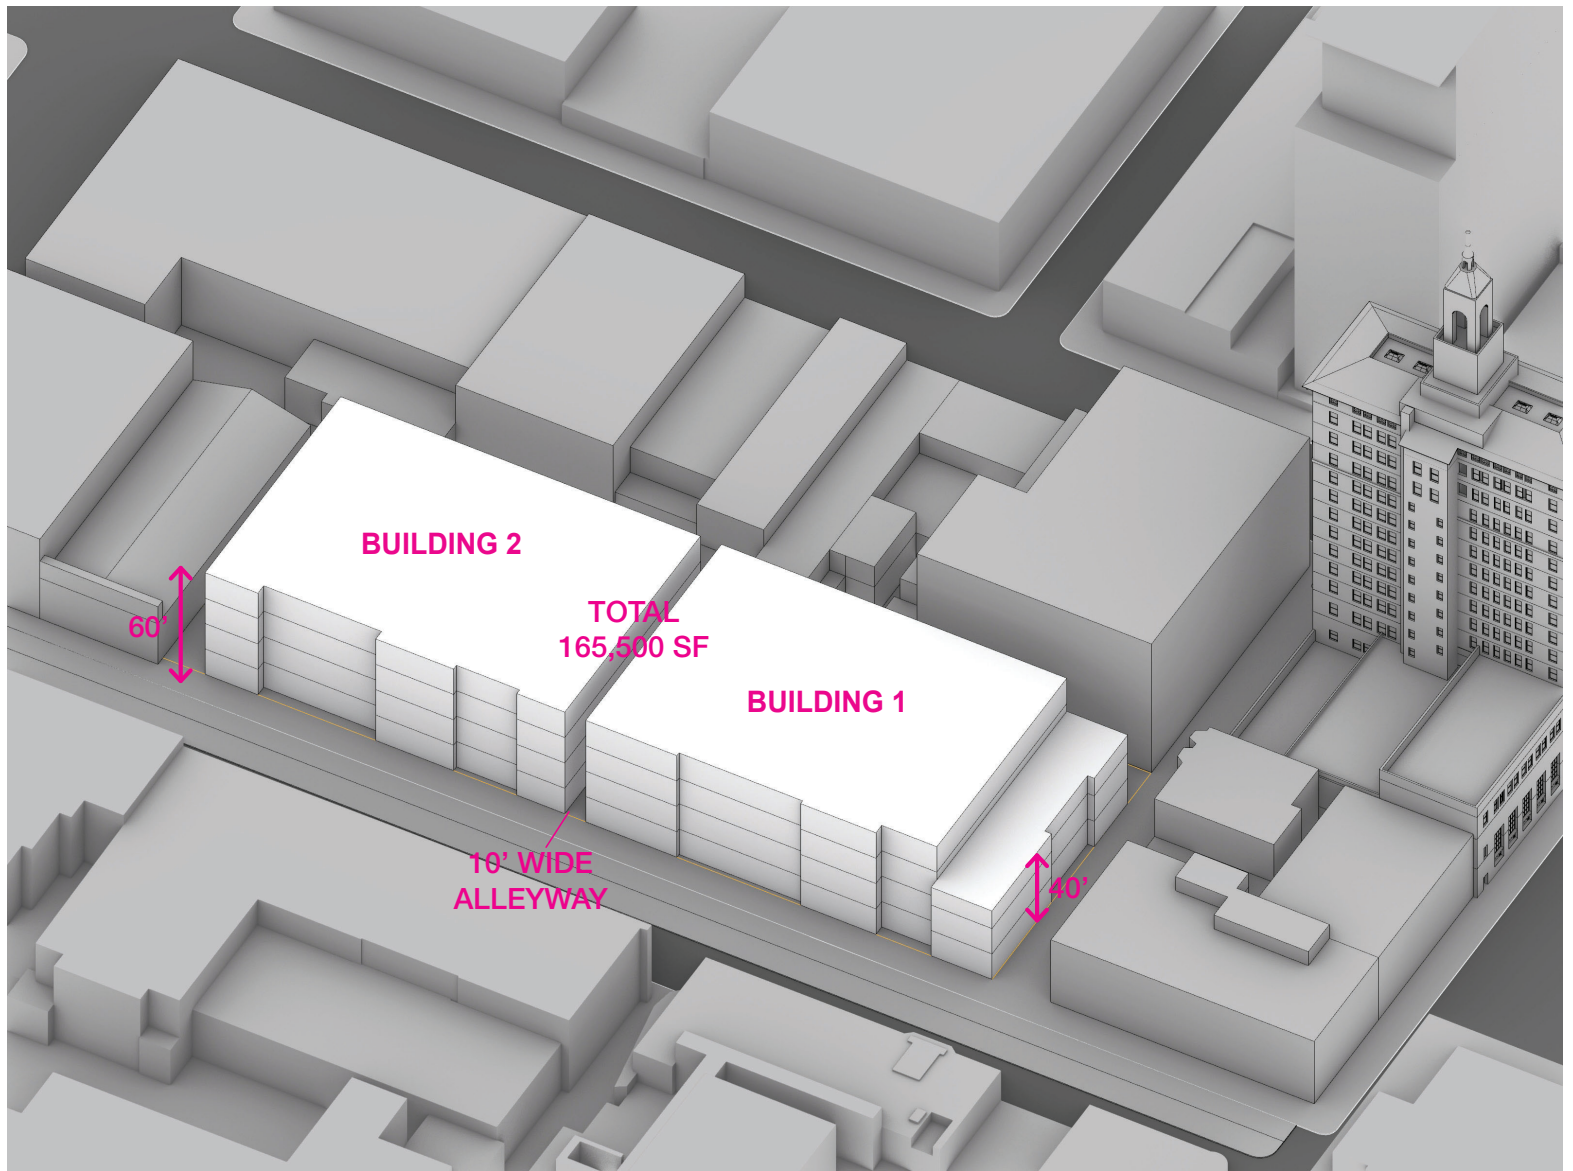 BUILDING 2
60’
TOTAL
165,500 SF
BUILDING 1
10’ WIDE
ALLEYWAY
40’